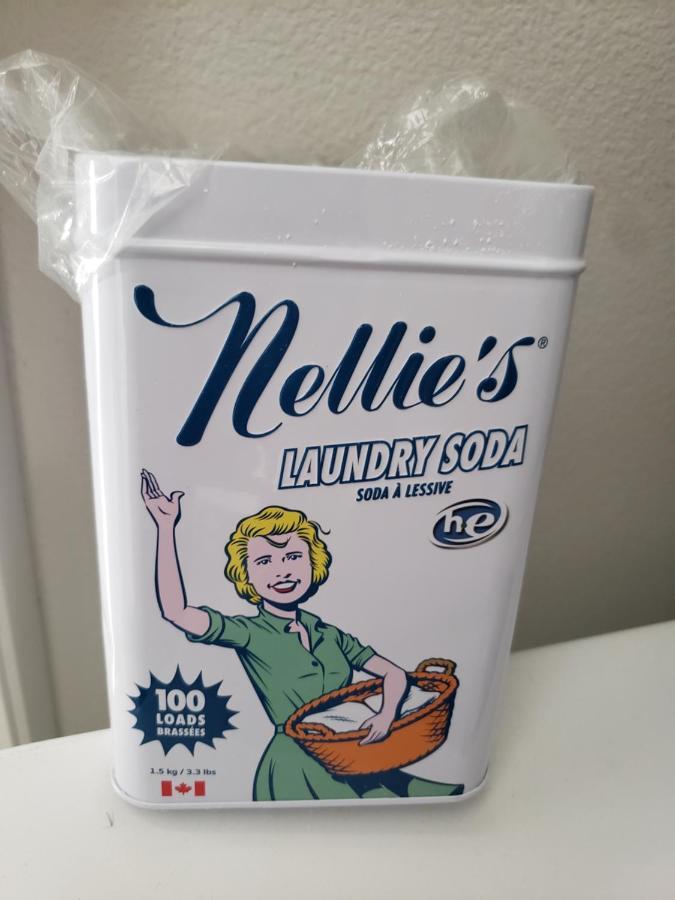 Nellie's®
LAUNDRY SODA
SODA À LESSIVE
he
100
LOADS
BRASSÉES
1.5 kg / 3.3 lbs